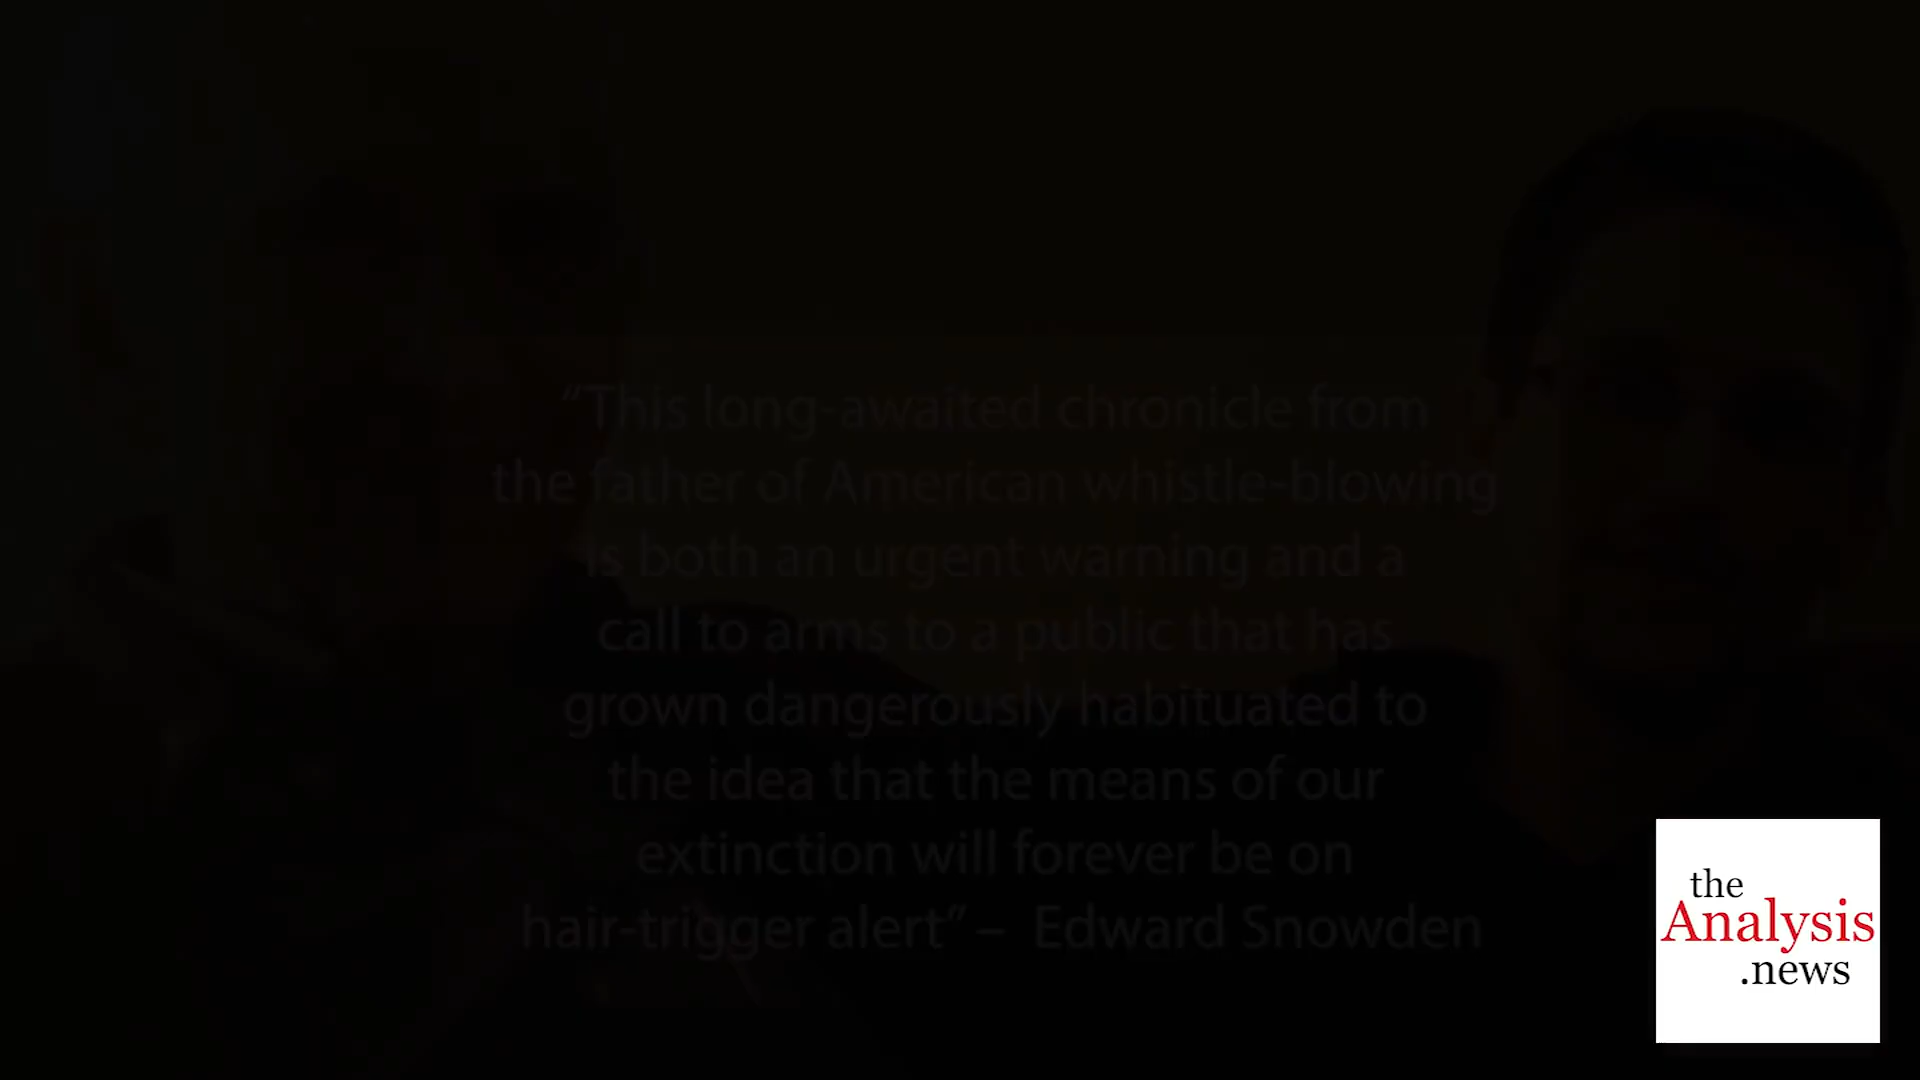 “This long-awaited chronicle from
the father of American whistle-blowing
is both an urgent warning and a
call to arms to a public that has
grown dangerously habituated to
the idea that the means of our
extinction will forever be on
hair-trigger alert” – Edward Snowden
the
Analysis
.news